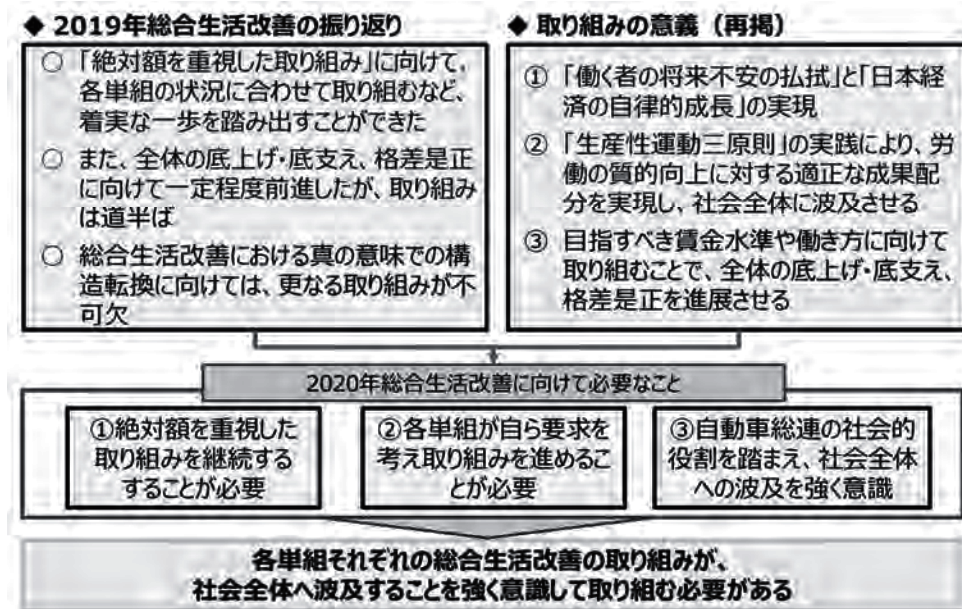 ◆ 2019年総合生活改善の振り返り
○ 「絶対額を重視した取り組み」に向けて、
各単組の状況に合わせて取り組むなど、
着実な一歩を踏み出すことができた
○ また、全体の底上げ・底支え、格差是正
に向けて一定程度前進したが、取り組み
は道半ば
○ 総合生活改善における真の意味での構
造転換に向けては、更なる取り組みが不
可欠
◆ 取り組みの意義（再掲）
① 「働く者の将来不安の払拭」と「日本経
済の自律的成長」の実現
② 「生産性運動三原則」の実践により、労
働の質的向上に対する適正な成果配
分を実現し、社会全体に波及させる
③ 目指すべき賃金水準や働き方に向けて
取り組むことで、全体の底上げ・底支え、
格差是正を進展させる
2020年総合生活改善に向けて必要なこと
①絶対額を重視した
取り組みを継続する
することが必要
②各単組が自ら要求を
考え取り組みを進めるこ
とが必要
③自動車総連の社会的
役割を踏まえ、社会全体
への波及を強く意識
各単組それぞれの総合生活改善の取り組みが、
社会全体へ波及することを強く意識して取り組む必要がある